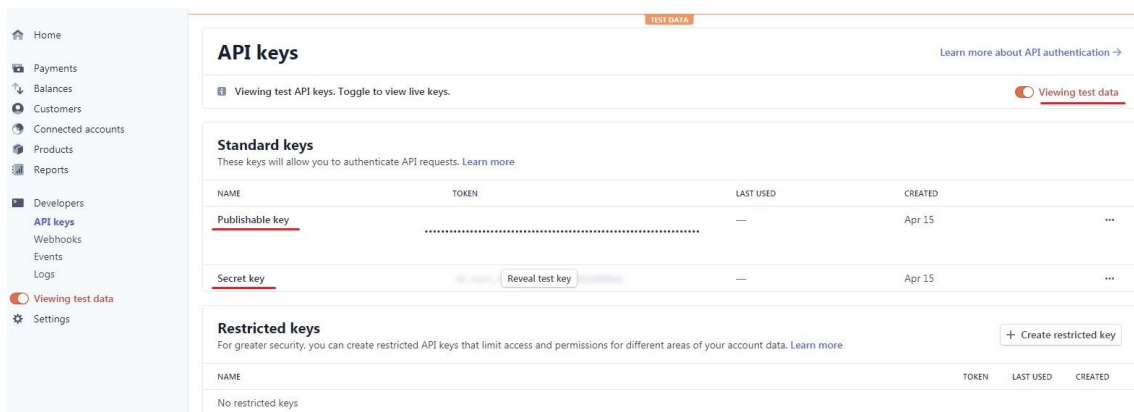 TEST DATA
Home
Payments
Balances
Customers
Connected accounts
Products
Reports
Developers
API keys
Webhooks
Events
Logs
Viewing test data
Settings
API keys
Learn more about API authentication →
Viewing test API keys. Toggle to view live keys.
Viewing test data
Standard keys
These keys will allow you to authenticate API requests. Learn more
NAME TOKEN LAST USED CREATED
Publishable key — Apr 15 •••
••••••••••••••••••••••••••••••••••••••••••••••••••••••••••••••••••••
Secret key Reveal test key — Apr 15 •••
Restricted keys
+ Create restricted key
For greater security, you can create restricted API keys that limit access and permissions for different areas of your account data. Learn more
NAME TOKEN LAST USED CREATED
No restricted keys